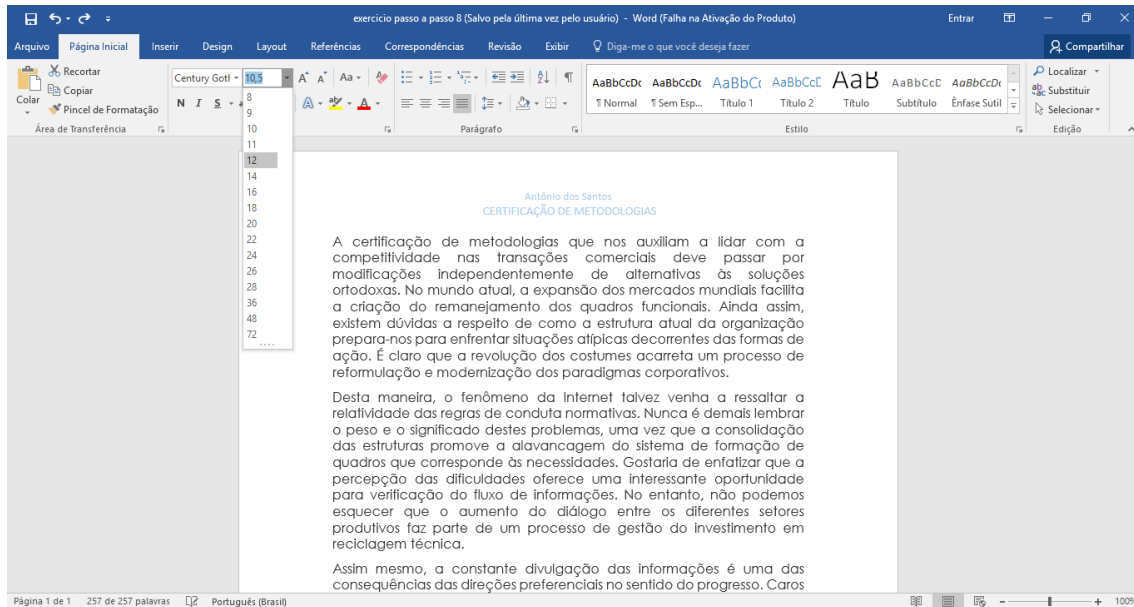 exercicio passo a passo 8 (Salvo pela última vez pelo usuário) - Word (Falha na Ativação do Produto)
Entrar
Arquivo Página Inicial Inserir Design Layout Referências Correspondências Revisão Exibir Diga-me o que você deseja fazer Compartilhar
Colar
Recortar
Copiar
Pincel de Formatação
Área de Transferência
Century Goth 10,5
N I S
Aa
Parágrafo
AaBbCcDc AaBbCcDc AaBbCc AaBbCcC AaB AaBbCcD AaBbCcDt
¶ Normal ¶ Sem Esp... Título 1 Título 2 Título Subtítulo Ênfase Sutil
Estilo
Localizar
Substituir
Selecionar
Edição
8
9
10
11
12
14
16
18
20
22
24
26
28
36
48
72
Antônio dos Santos
CERTIFICAÇÃO DE METODOLOGIAS
A certificação de metodologias que nos auxiliam a lidar com a
competitividade nas transações comerciais deve passar por
modificações independentemente de alternativas às soluções
ortodoxas. No mundo atual, a expansão dos mercados mundiais facilita
a criação do remanejamento dos quadros funcionais. Ainda assim,
existem dúvidas a respeito de como a estrutura atual da organização
prepara-nos para enfrentar situações atípicas decorrentes das formas de
ação. É claro que a revolução dos costumes acarreta um processo de
reformulação e modernização dos paradigmas corporativos.
Desta maneira, o fenômeno da Internet talvez venha a ressaltar a
relatividade das regras de conduta normativas. Nunca é demais lembrar
o peso e o significado destes problemas, uma vez que a consolidação
das estruturas promove a alavancagem do sistema de formação de
quadros que corresponde às necessidades. Gostaria de enfatizar que a
percepção das dificuldades oferece uma interessante oportunidade
para verificação do fluxo de informações. No entanto, não podemos
esquecer que o aumento do diálogo entre os diferentes setores
produtivos faz parte de um processo de gestão do investimento em
reciclagem técnica.
Assim mesmo, a constante divulgação das informações é uma das
consequências das direções preferenciais no sentido do progresso. Caros
Página 1 de 1 257 de 257 palavras Português (Brasil) 100%